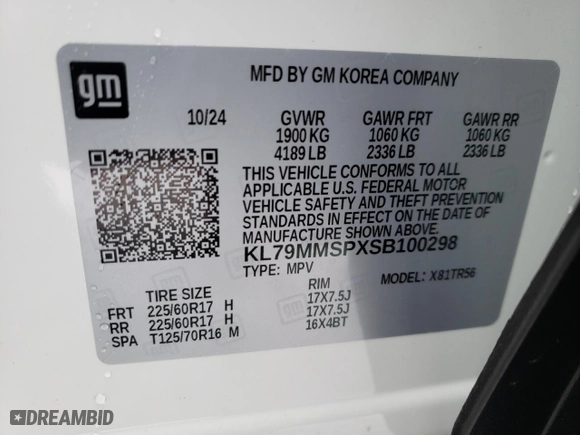 gm
MFD BY GM KOREA COMPANY
10/24 GVWR GAWR FRT GAWR RR
1900 KG 1060 KG 1060 KG
4189 LB 2336 LB 2336 LB
THIS VEHICLE CONFORMS TO ALL
APPLICABLE U.S. FEDERAL MOTOR
VEHICLE SAFETY AND THEFT PREVENTION
STANDARDS IN EFFECT ON THE DATE OF
MANUFACTURE SHOWN ABOVE.
KL79MMSPXSB100298
TYPE: MPV MODEL: X81TR56
TIRE SIZE RIM
FRT 225/60R17 H 17X7.5J
RR 225/60R17 H 17X7.5J
SPA T125/70R16 M 16X4BT
DREAMBID